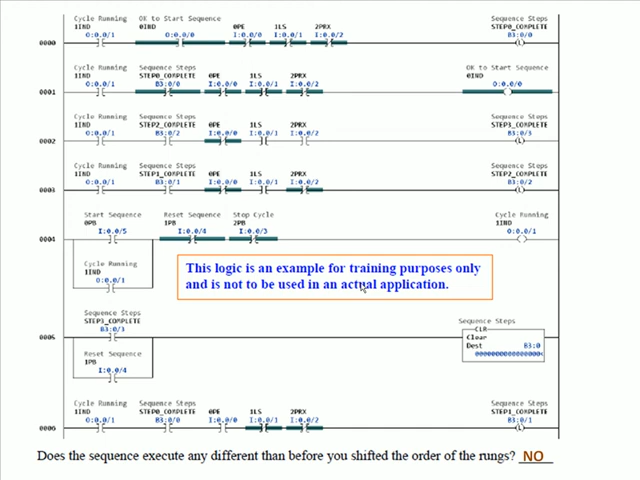 Cycle Running OK to Start Sequence Sequence Steps
1IND 0IND 0PE 1LS 2PRX STEP0_COMPLETE
O:0.0/1 O:0.0/0 I:0.0/0 I:0.0/1 I:0.0/2 B3:0/0
0000 L
Cycle Running Sequence Steps OK to Start Sequence
1IND STEP0_COMPLETE 0PE 1LS 2PRX 0IND
O:0.0/1 B3:0/0 I:0.0/0 I:0.0/1 I:0.0/2 O:0.0/0
0001
Cycle Running Sequence Steps Sequence Steps
1IND STEP2_COMPLETE 0PE 1LS 2PRX STEP3_COMPLETE
O:0.0/1 B3:0/2 I:0.0/0 I:0.0/1 I:0.0/2 B3:0/3
0002 L
Cycle Running Sequence Steps Sequence Steps
1IND STEP1_COMPLETE 0PE 1LS 2PRX STEP2_COMPLETE
O:0.0/1 B3:0/1 I:0.0/0 I:0.0/1 I:0.0/2 B3:0/2
0003 L
Start Sequence Reset Sequence Stop Cycle Cycle Running
0PB 1PB 2PB 1IND
I:0.0/5 I:0.0/4 I:0.0/3 O:0.0/1
0004
Cycle Running
1IND
O:0.0/1
This logic is an example for training purposes only
and is not to be used in an actual application.
Sequence Steps Sequence Steps
STEP3_COMPLETE CLR
B3:0/3 Clear
0005 Dest B3:0
0000000000000000<
Reset Sequence
1PB
I:0.0/4
Cycle Running Sequence Steps Sequence Steps
1IND STEP0_COMPLETE 0PE 1LS 2PRX STEP1_COMPLETE
O:0.0/1 B3:0/0 I:0.0/0 I:0.0/1 I:0.0/2 B3:0/1
0006 L
Does the sequence execute any different than before you shifted the order of the rungs? NO